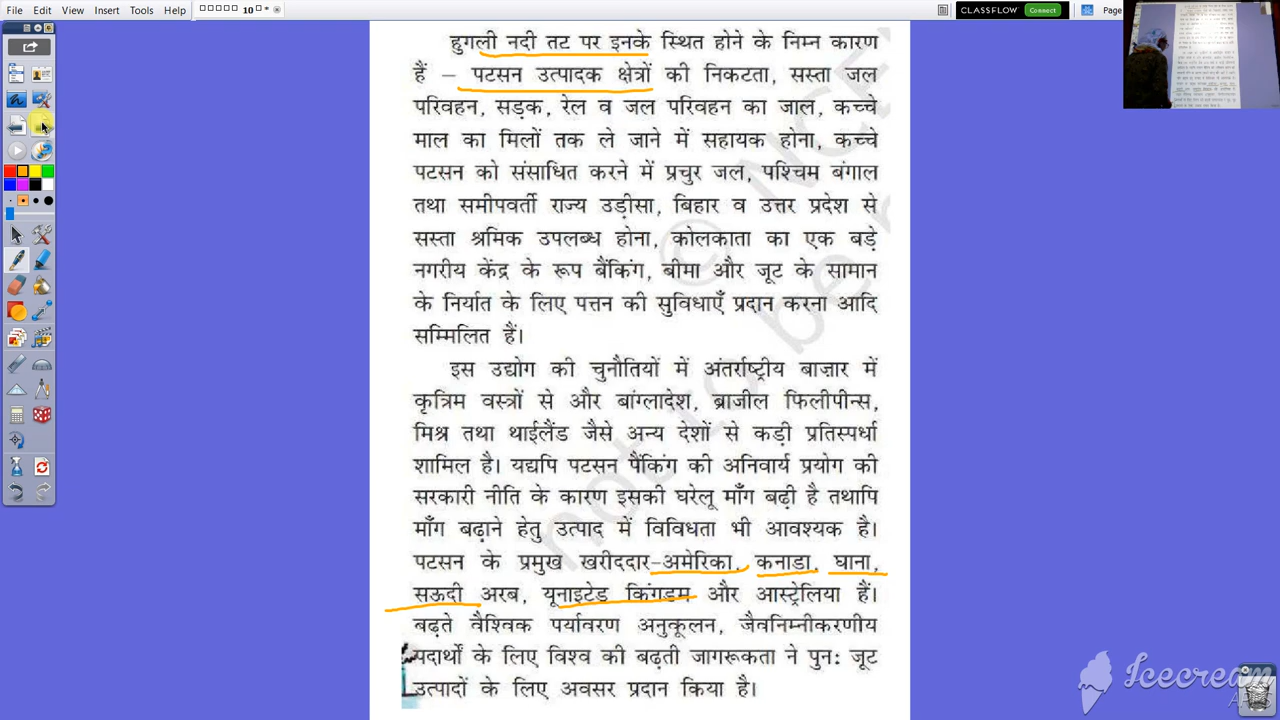 File Edit View Insert Tools Help
10
CLASSFLOW Connect
Page
हुगली नदी तट पर इनके स्थित होने के निम्न कारण
हैं – पटसन उत्पादक क्षेत्रों की निकटता, सस्ता जल
परिवहन, सड़क, रेल व जल परिवहन का जाल, कच्चे
माल को मिलों तक ले जाने में सहायक होना, कच्चे
पटसन को संसाधित करने में प्रचुर जल, पश्चिम बंगाल
तथा समीपवर्ती राज्य उड़ीसा, बिहार व उत्तर प्रदेश से
सस्ता श्रमिक उपलब्ध होना, कोलकाता का एक बड़े
नगरीय केंद्र के रूप बैंकिंग, बीमा और जूट के सामान
के निर्यात के लिए पत्तन की सुविधाएँ प्रदान करना आदि
सम्मिलित हैं।
इस उद्योग की चुनौतियों में अंतर्राष्ट्रीय बाज़ार में
कृत्रिम वस्त्रों से और बांग्लादेश, ब्राजील फिलीपीन्स,
मिश्र तथा थाईलैंड जैसे अन्य देशों से कड़ी प्रतिस्पर्धा
शामिल है। यद्यपि पटसन पैंकिंग की अनिवार्य प्रयोग की
सरकारी नीति के कारण इसकी घरेलू माँग बढ़ी है तथापि
माँग बढ़ाने हेतु उत्पाद में विविधता भी आवश्यक है।
पटसन के प्रमुख खरीददार–अमेरिका, कनाडा, घाना,
सऊदी अरब, यूनाइटेड किंगडम और आस्ट्रेलिया हैं।
बढ़ते वैश्विक पर्यावरण अनुकूलन, जैवनिम्नीकरणीय
पदार्थों के लिए विश्व की बढ़ती जागरूकता ने पुन: जूट
उत्पादों के लिए अवसर प्रदान किया है।
not to be
Icecream